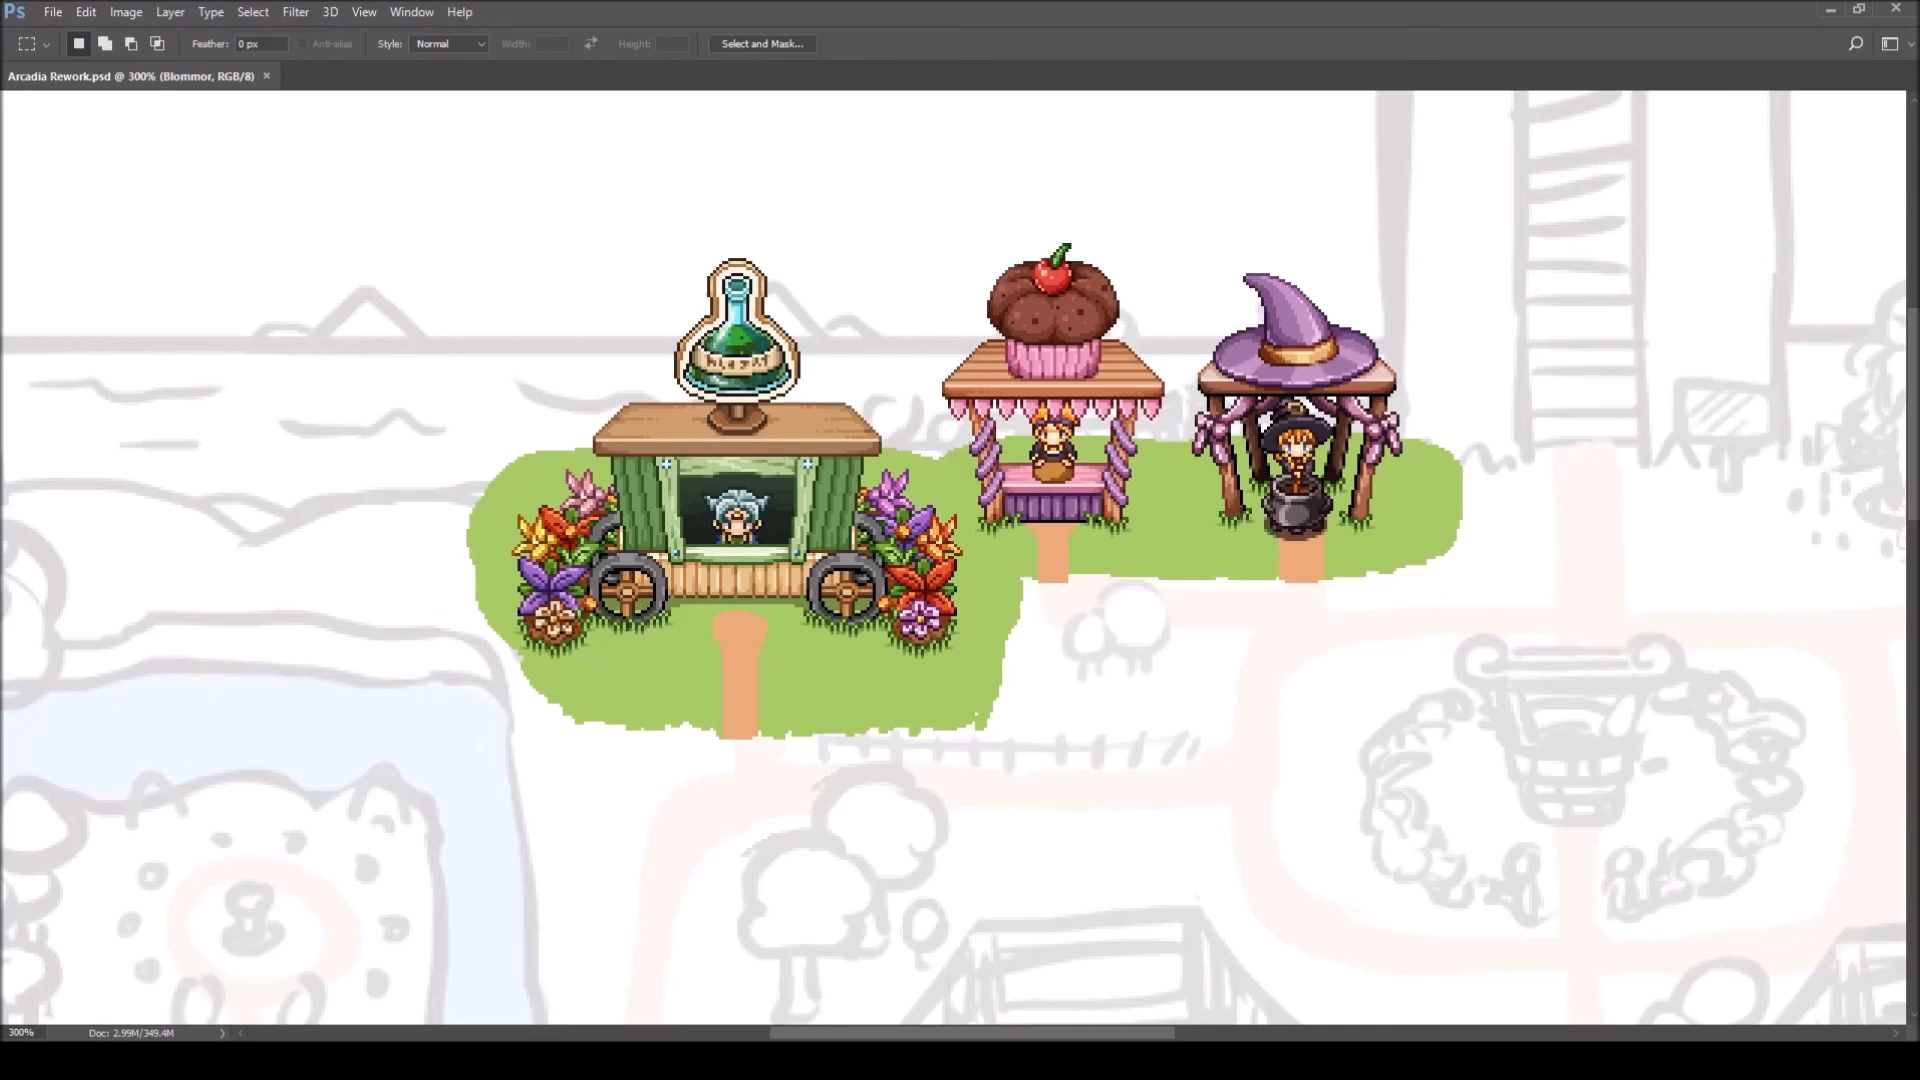 Ps File Edit Image Layer Type Select Filter 3D View Window Help
Feather: 0 px Anti-alias Style: Normal Width: Height: Select and Mask...
Arcadia Rework.psd @ 300% (Blommor, RGB/8) ×
300% Doc: 2.99M/349.4M